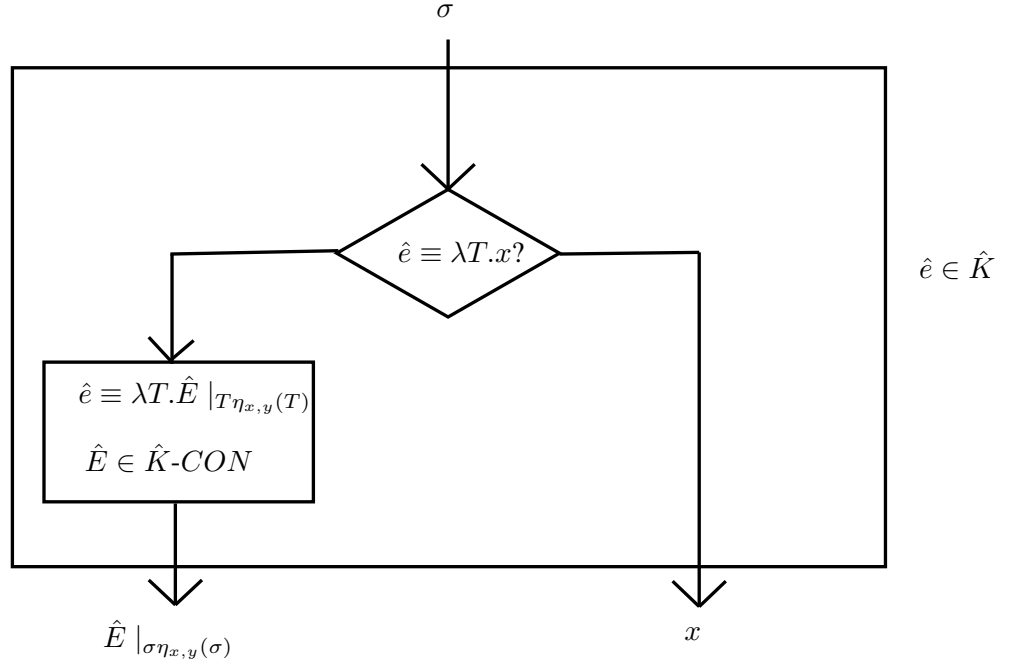 σ
ê ≡ λT.x?
ê ∈ K̂
ê ≡ λT.Ê |_{Tη_{x,y}(T)}
Ê ∈ K̂-CON
Ê |_{ση_{x,y}(σ)}
x